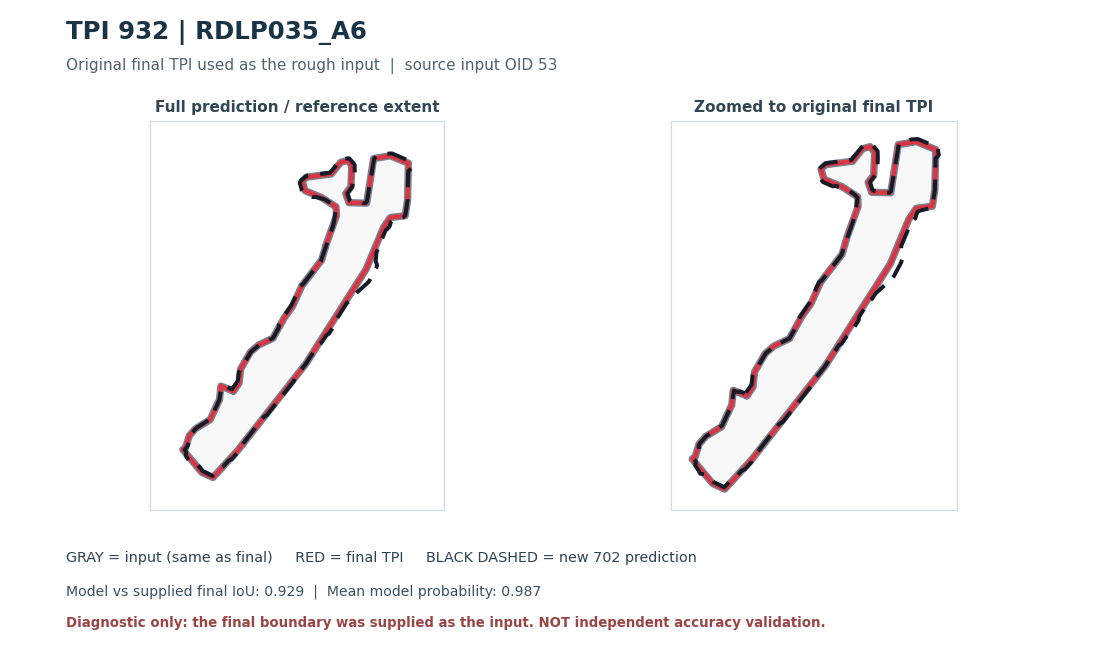 TPI 932 | RDLP035_A6
Original final TPI used as the rough input | source input OID 53
Full prediction / reference extent
Zoomed to original final TPI
GRAY = input (same as final) RED = final TPI BLACK DASHED = new 702 prediction
Model vs supplied final IoU: 0.929 | Mean model probability: 0.987
Diagnostic only: the final boundary was supplied as the input. NOT independent accuracy validation.